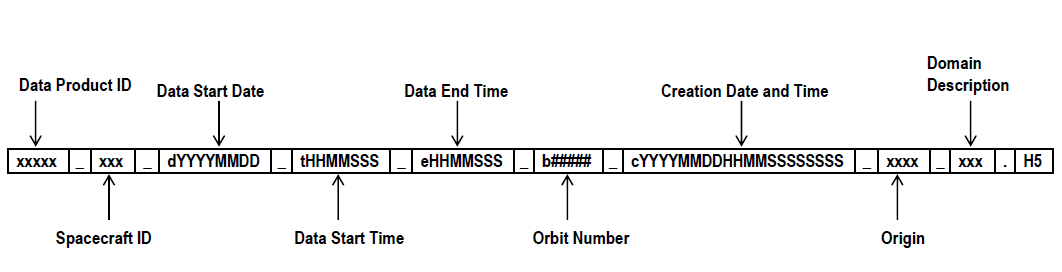 Domain
Description
Data Product ID
Data Start Date
Data End Time
Creation Date and Time
xxxxx _ xxx _ dYYYYMMDD _ tHHMMSSS _ eHHMMSSS _ b##### _ cYYYYMMDDHHMMSSSSSSSS _ xxxx _ xxx . H5
Spacecraft ID
Data Start Time
Orbit Number
Origin